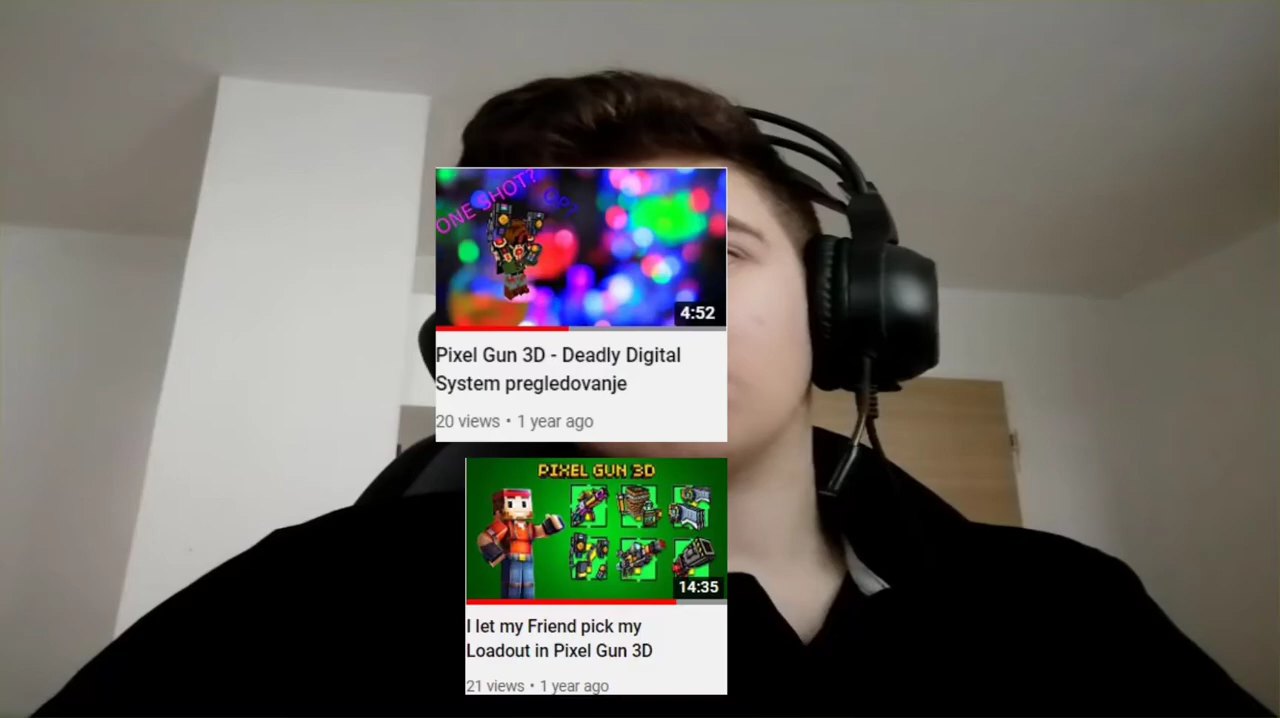 ONE SHOT?
OP?
4:52
Pixel Gun 3D - Deadly Digital
System pregledovanje
20 views • 1 year ago
PIXEL GUN 3D
14:35
I let my Friend pick my
Loadout in Pixel Gun 3D
21 views • 1 year ago